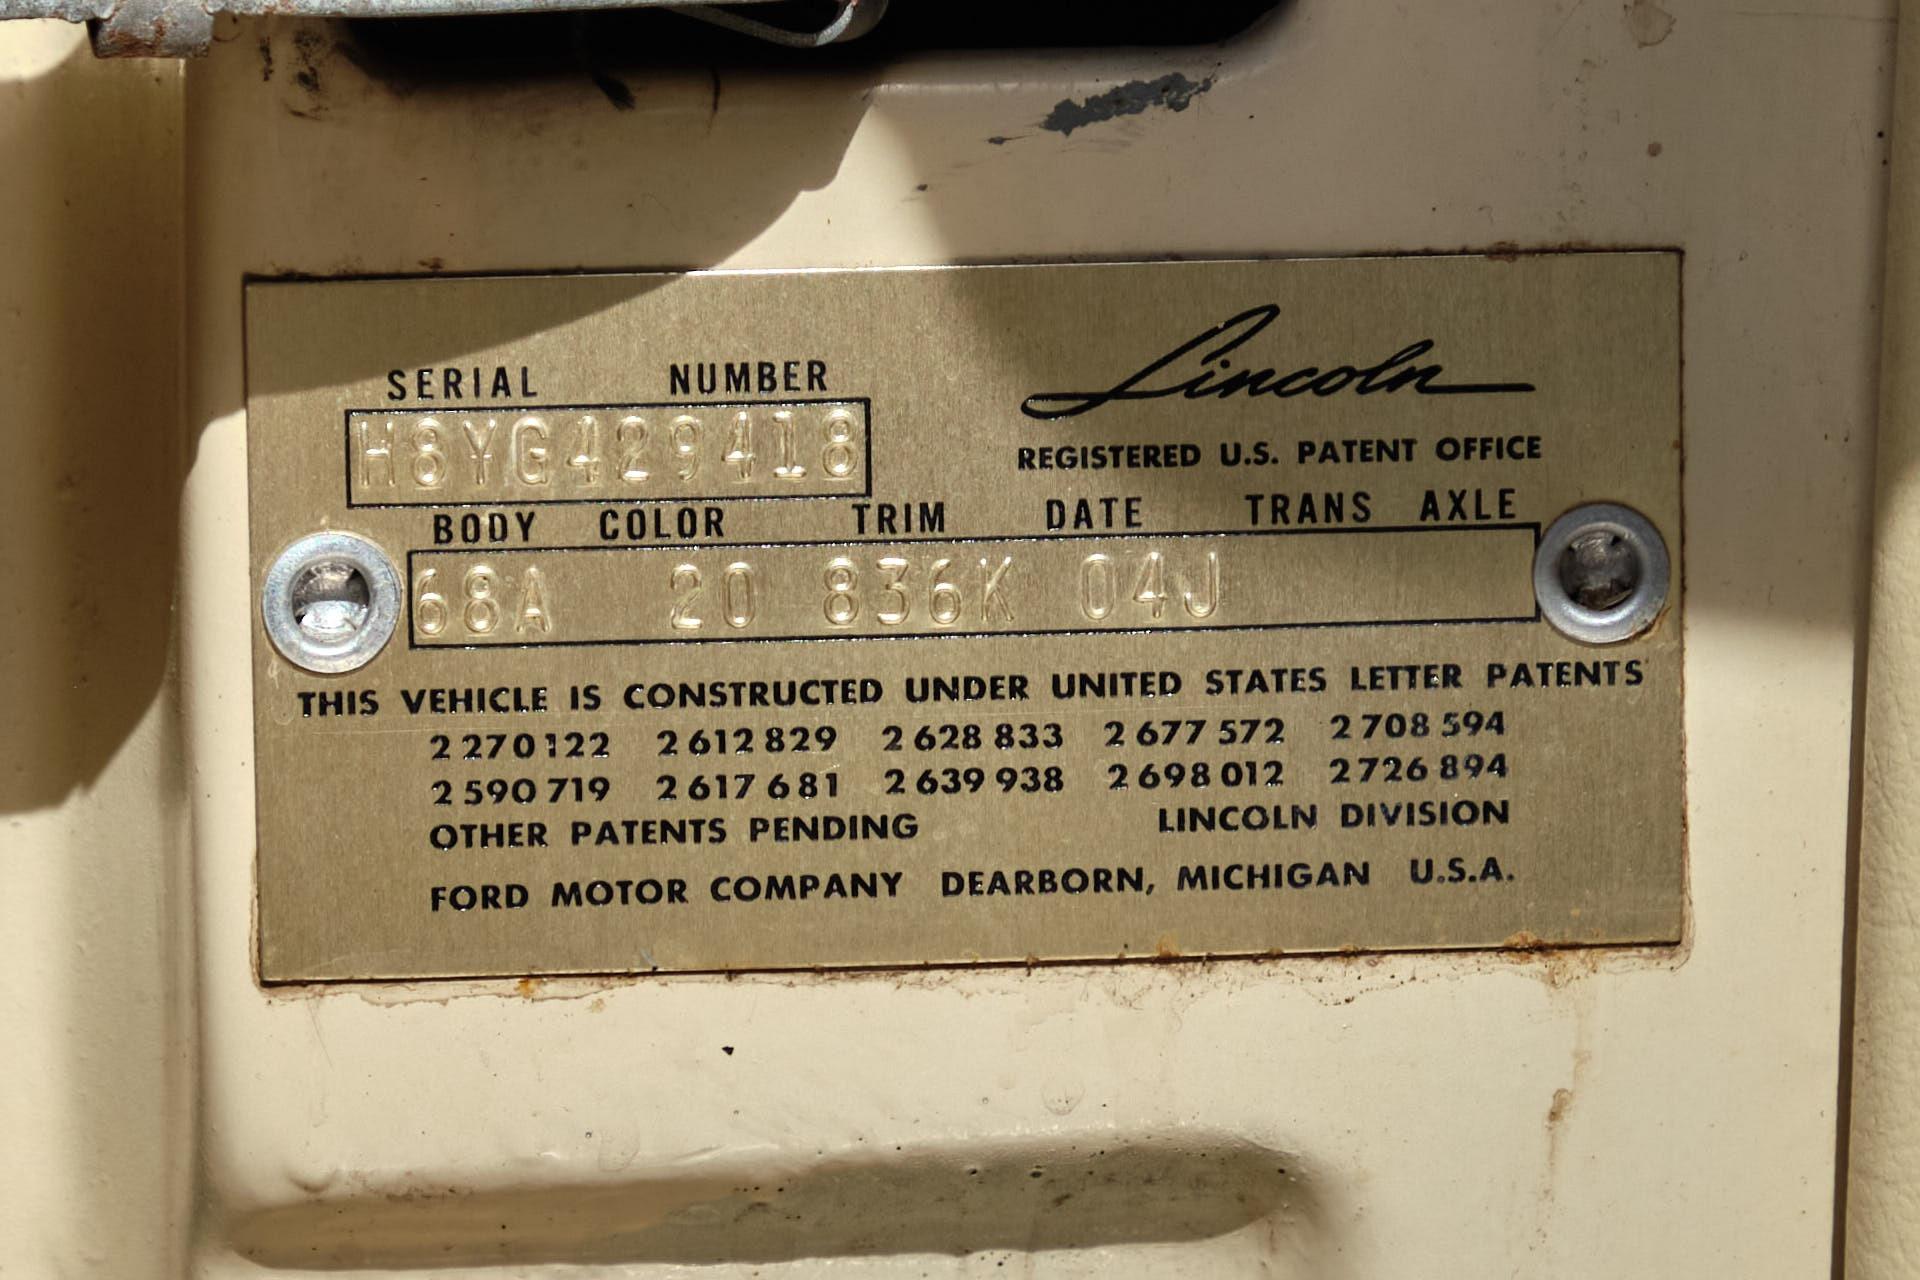 Lincoln
SERIAL NUMBER
H8YG429418
REGISTERED U.S. PATENT OFFICE
BODY COLOR TRIM DATE TRANS AXLE
68A 20 836K 04J
THIS VEHICLE IS CONSTRUCTED UNDER UNITED STATES LETTER PATENTS
2 270 122 2 612 829 2 628 833 2 677 572 2 708 594
2 590 719 2 617 681 2 639 938 2 698 012 2 726 894
OTHER PATENTS PENDING LINCOLN DIVISION
FORD MOTOR COMPANY DEARBORN, MICHIGAN U.S.A.